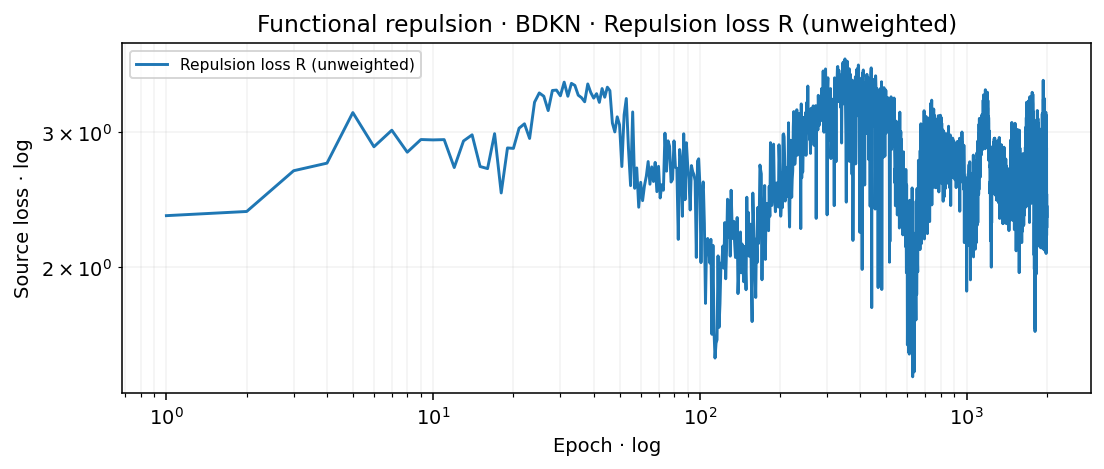 Functional repulsion · BDKN · Repulsion loss R (unweighted)
Repulsion loss R (unweighted)
Source loss · log
3 × 10⁰
2 × 10⁰
10⁰ 10¹ 10² 10³
Epoch · log